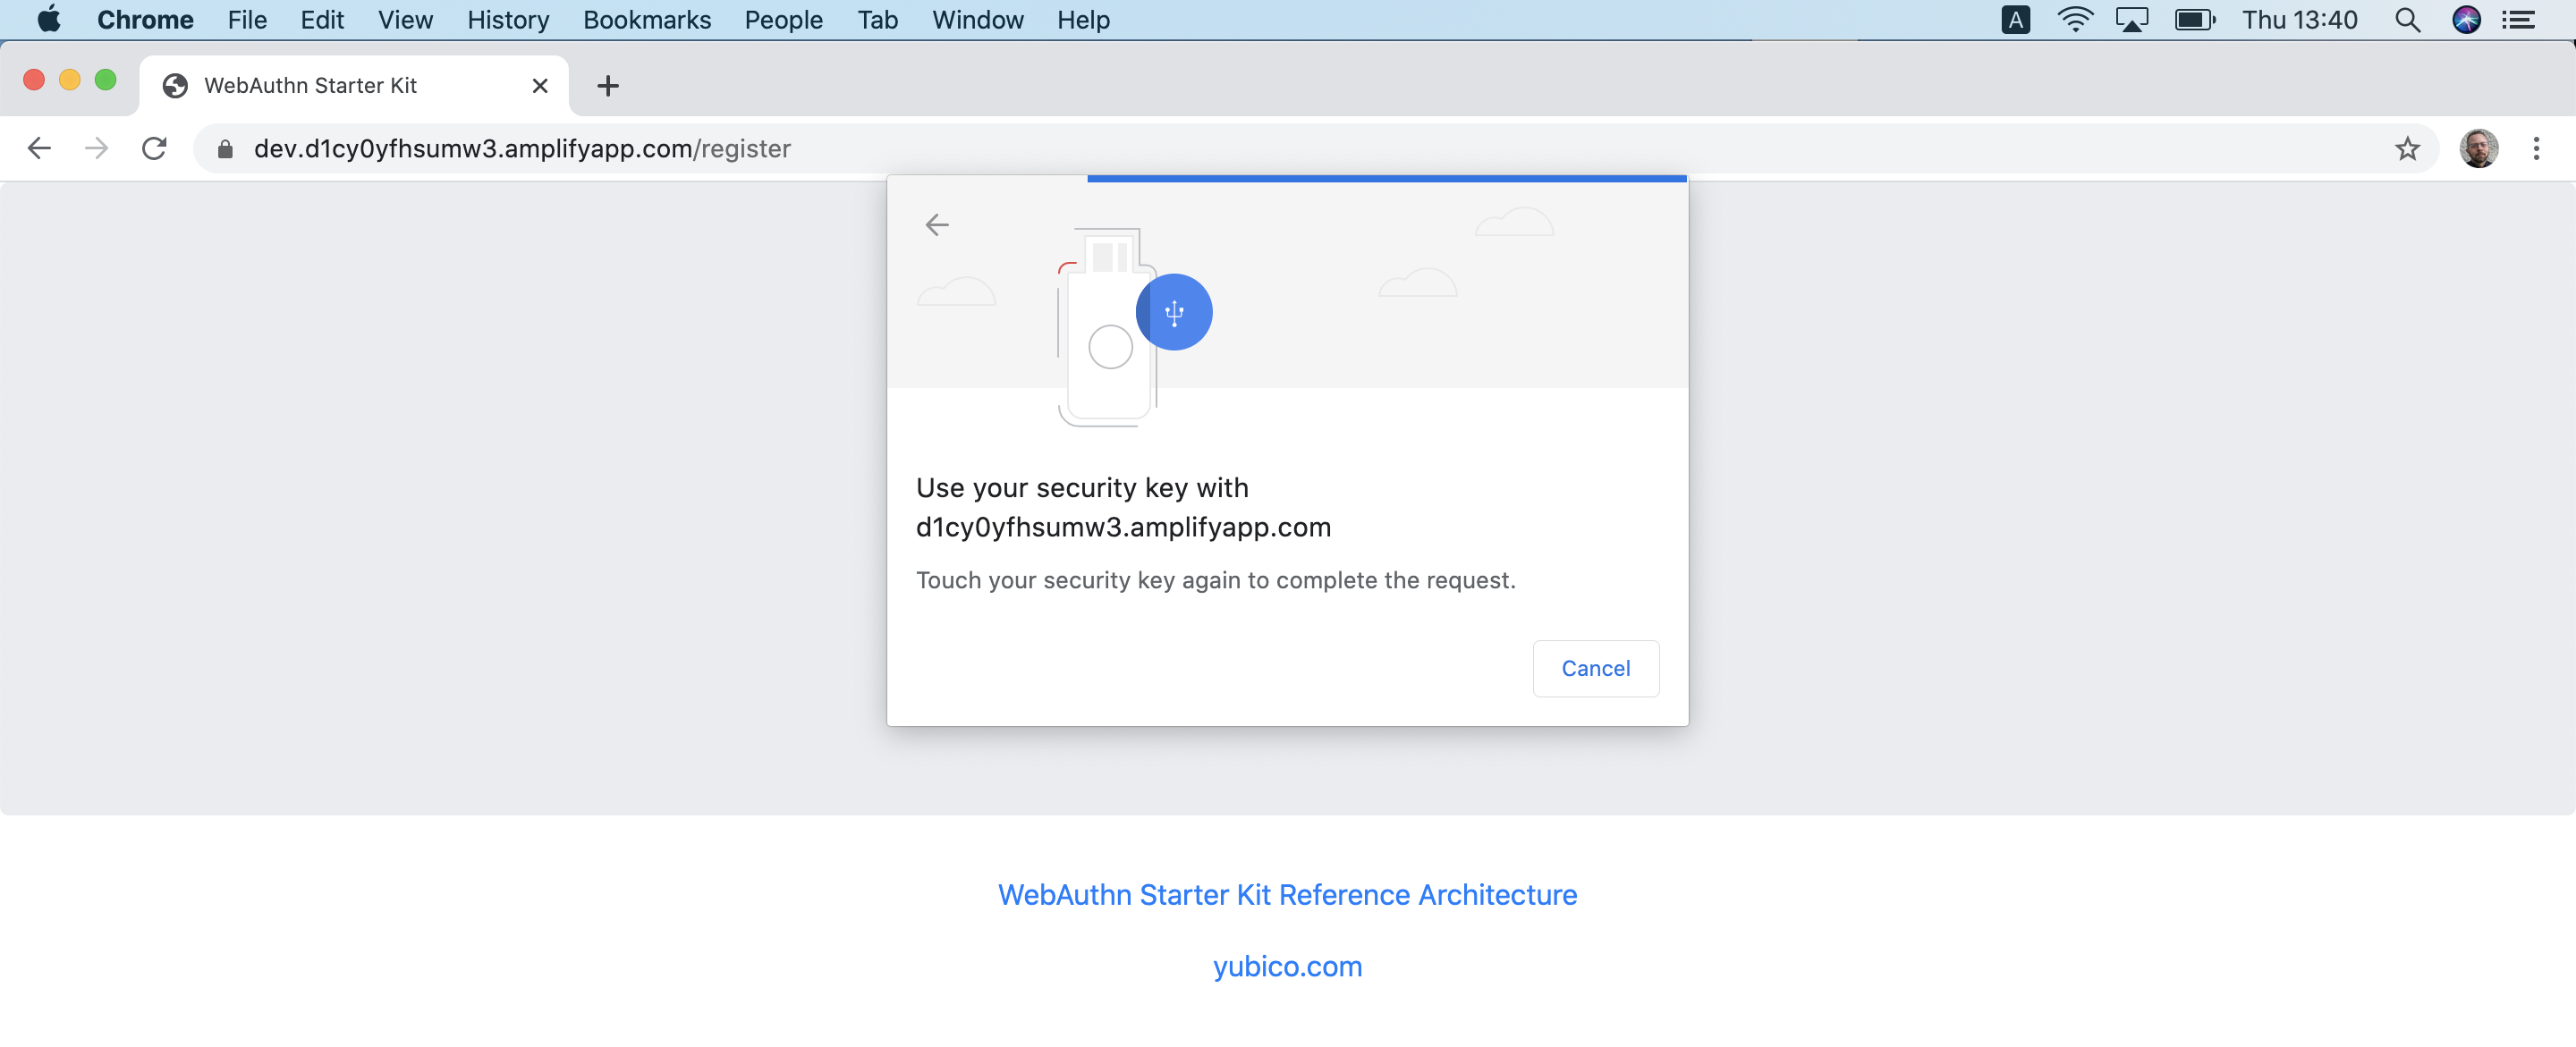 Chrome File Edit View History Bookmarks People Tab Window Help A Thu 13:40
WebAuthn Starter Kit
dev.d1cy0yfhsumw3.amplifyapp.com/register
Use your security key with
d1cy0yfhsumw3.amplifyapp.com
Touch your security key again to complete the request.
Cancel
WebAuthn Starter Kit Reference Architecture
yubico.com